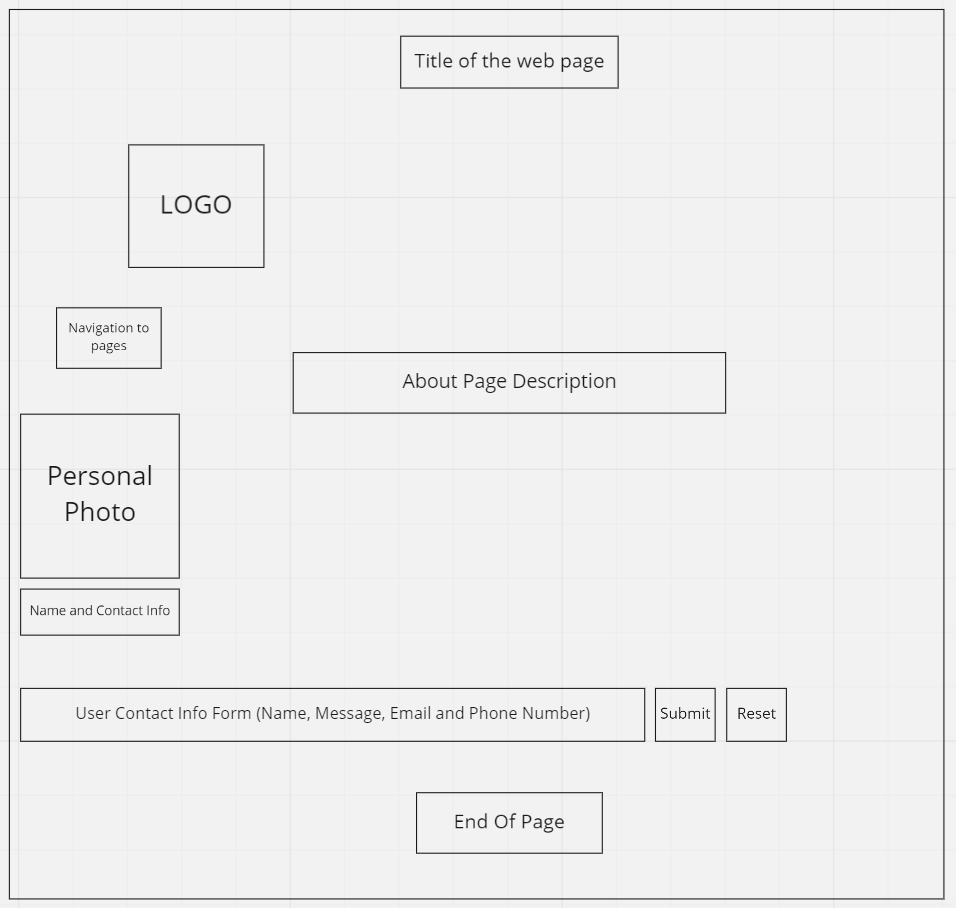 Title of the web page
LOGO
Navigation to
pages
About Page Description
Personal
Photo
Name and Contact Info
User Contact Info Form (Name, Message, Email and Phone Number)
Submit
Reset
End Of Page